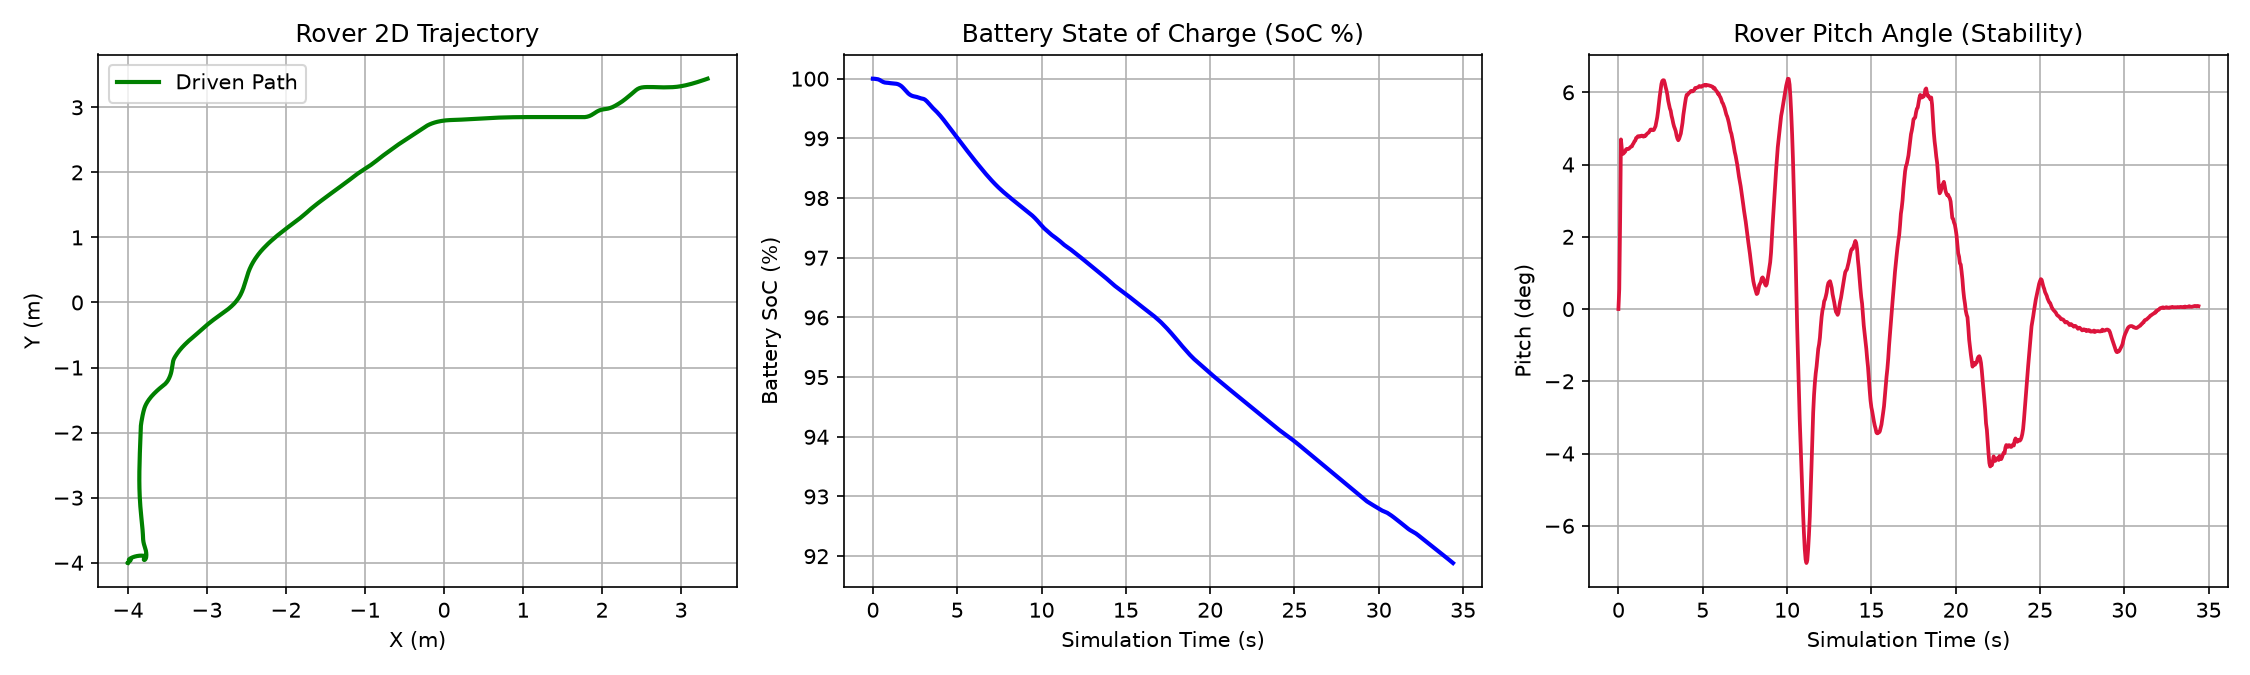 Rover 2D Trajectory
Driven Path
3
2
1
0
−1
−2
−3
−4
Y (m)
−4 −3 −2 −1 0 1 2 3
X (m)
Battery State of Charge (SoC %)
100
99
98
97
96
95
94
93
92
Battery SoC (%)
0 5 10 15 20 25 30 35
Simulation Time (s)
Rover Pitch Angle (Stability)
6
4
2
0
−2
−4
−6
Pitch (deg)
0 5 10 15 20 25 30 35
Simulation Time (s)